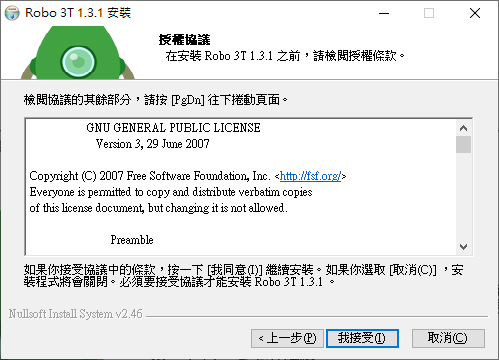 Robo 3T 1.3.1 安裝
授權協議
在安裝 Robo 3T 1.3.1 之前，請檢閱授權條款。
檢閱協議的其餘部分，請按 [PgDn] 往下捲動頁面。
GNU GENERAL PUBLIC LICENSE
Version 3, 29 June 2007
Copyright (C) 2007 Free Software Foundation, Inc. <http://fsf.org/>
Everyone is permitted to copy and distribute verbatim copies
of this license document, but changing it is not allowed.
Preamble
如果你接受協議中的條款，按一下 [我同意(I)] 繼續安裝。如果你選取 [取消(C)] ，安
裝程式將會關閉。必須要接受協議才能安裝 Robo 3T 1.3.1 。
Nullsoft Install System v2.46
< 上一步(P)
我接受(I)
取消(C)